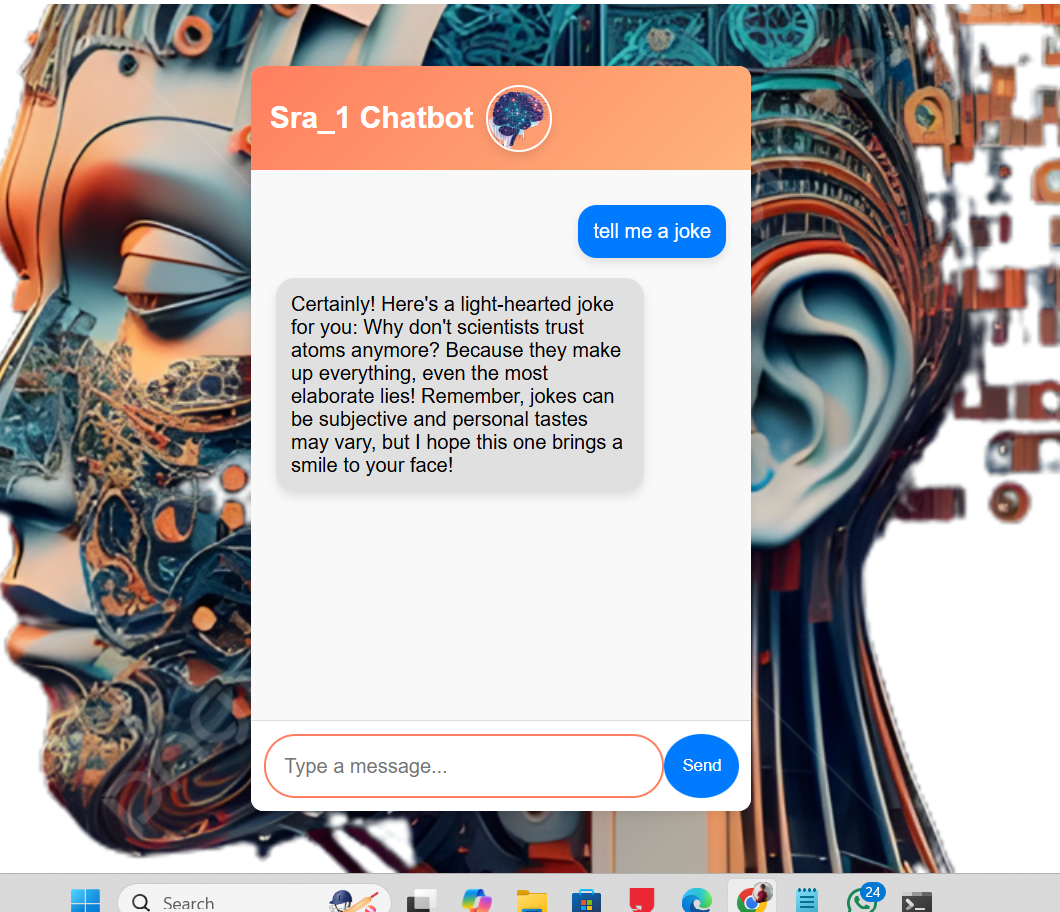 Sra_1 Chatbot
tell me a joke
Certainly! Here's a light-hearted joke
for you: Why don't scientists trust
atoms anymore? Because they make
up everything, even the most
elaborate lies! Remember, jokes can
be subjective and personal tastes
may vary, but I hope this one brings a
smile to your face!
Type a message...
Send
Search
24